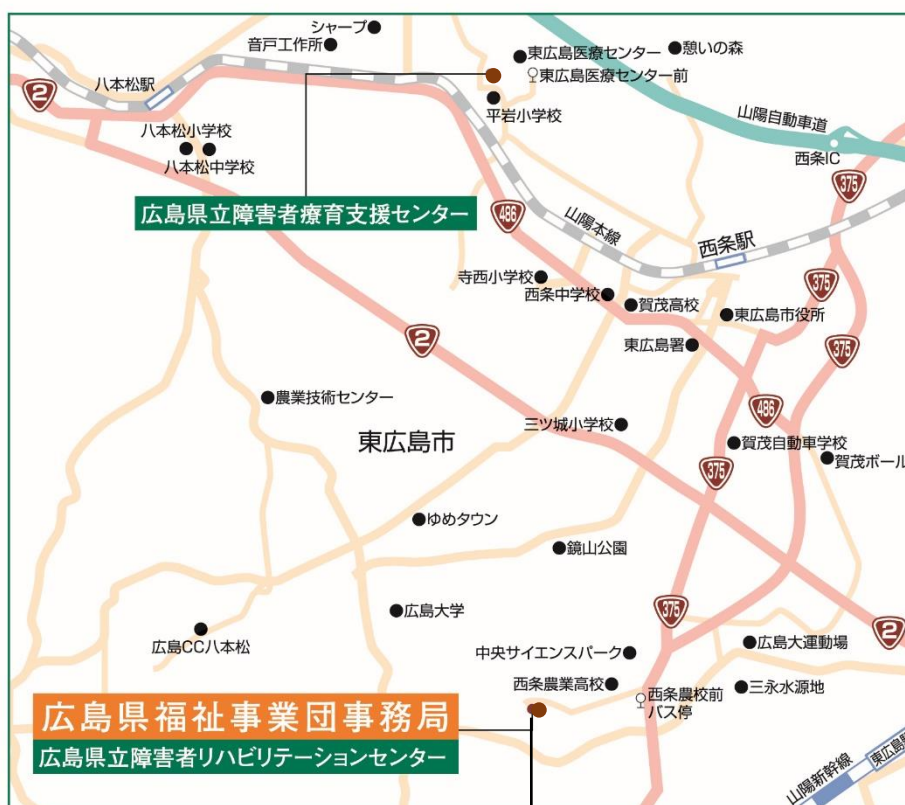 シャープ
音戸工作所
東広島医療センター
憩いの森
東広島医療センター前
八本松駅
2
平岩小学校
山陽自動車道
八本松小学校
八本松中学校
西条IC
375
広島県立障害者療育支援センター
486
山陽本線
西条駅
寺西小学校
西条中学校
375
賀茂高校
東広島市役所
2
東広島署
375
農業技術センター
486
三ツ城小学校
東広島市
賀茂自動車学校
賀茂ボール
375
ゆめタウン
鏡山公園
広島大学
375
2
広島CC八本松
中央サイエンスパーク
広島大運動場
西条農業高校
西条農校前
バス停
三永水源地
広島県福祉事業団事務局
広島県立障害者リハビリテーションセンター
山陽新幹線
東広島